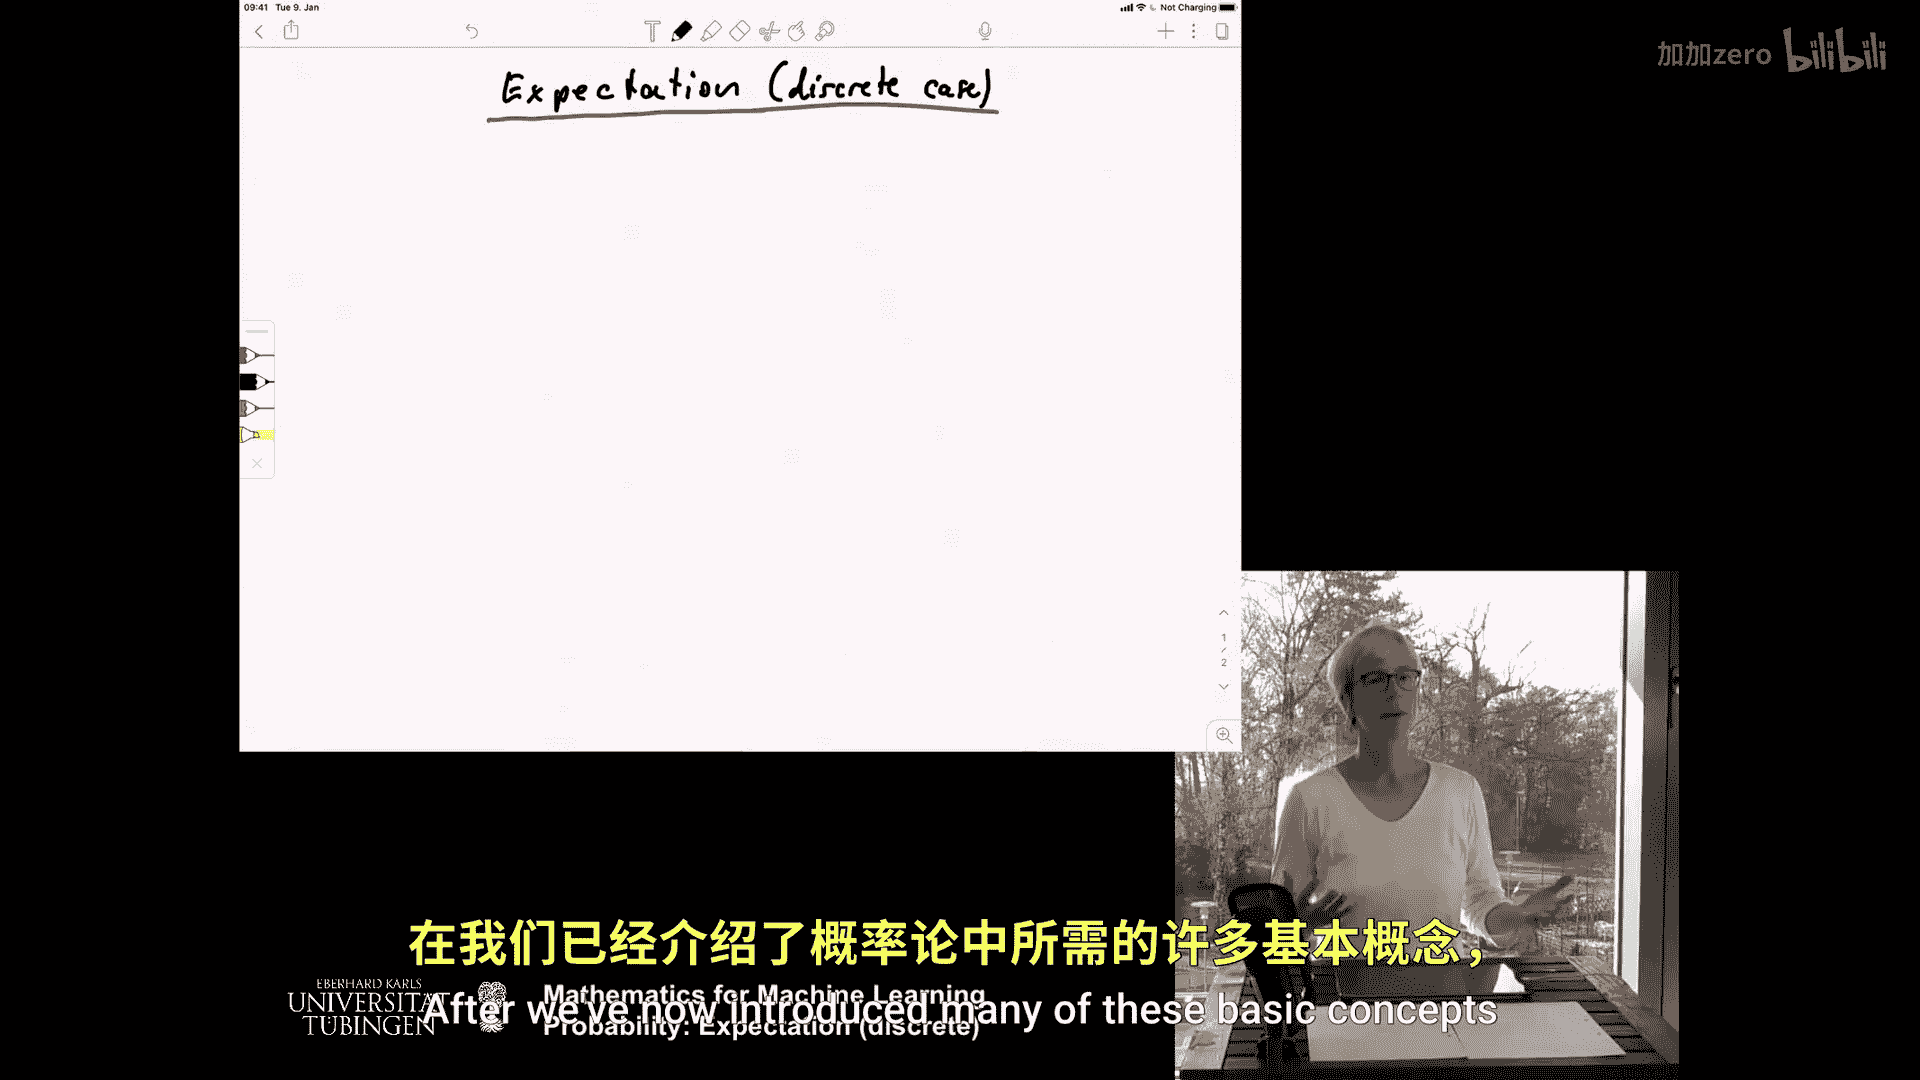 09:41 Tue 9. Jan
Not Charging
Expectation (discrete case)
加加zero bilibili
1
2
在我们已经介绍了概率论中所需的许多基本概念，
After we've now introduced many of these basic concepts
EBERHARD KARLS
UNIVERSITÄT
TÜBINGEN
Mathematics for Machine Learning
Probability: Expectation (discrete)